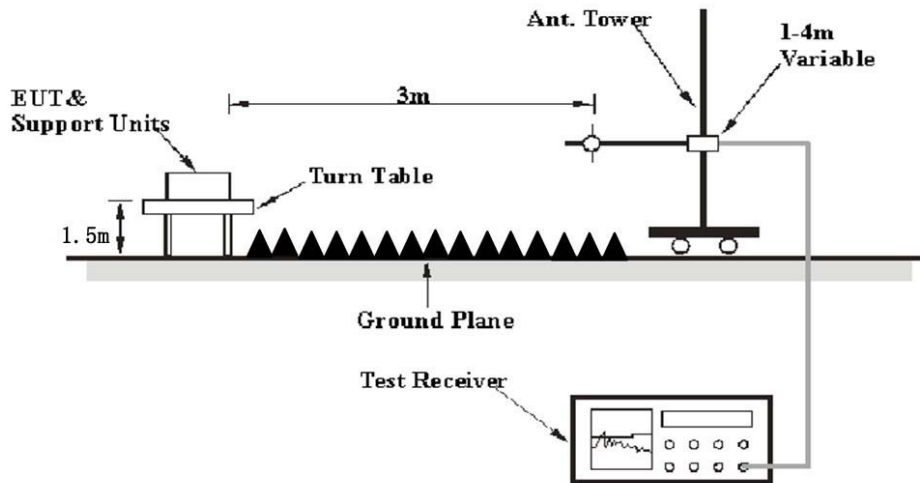 Ant. Tower
1-4m
Variable
3m
EUT &
Support Units
Turn Table
1.5m
Ground Plane
Test Receiver